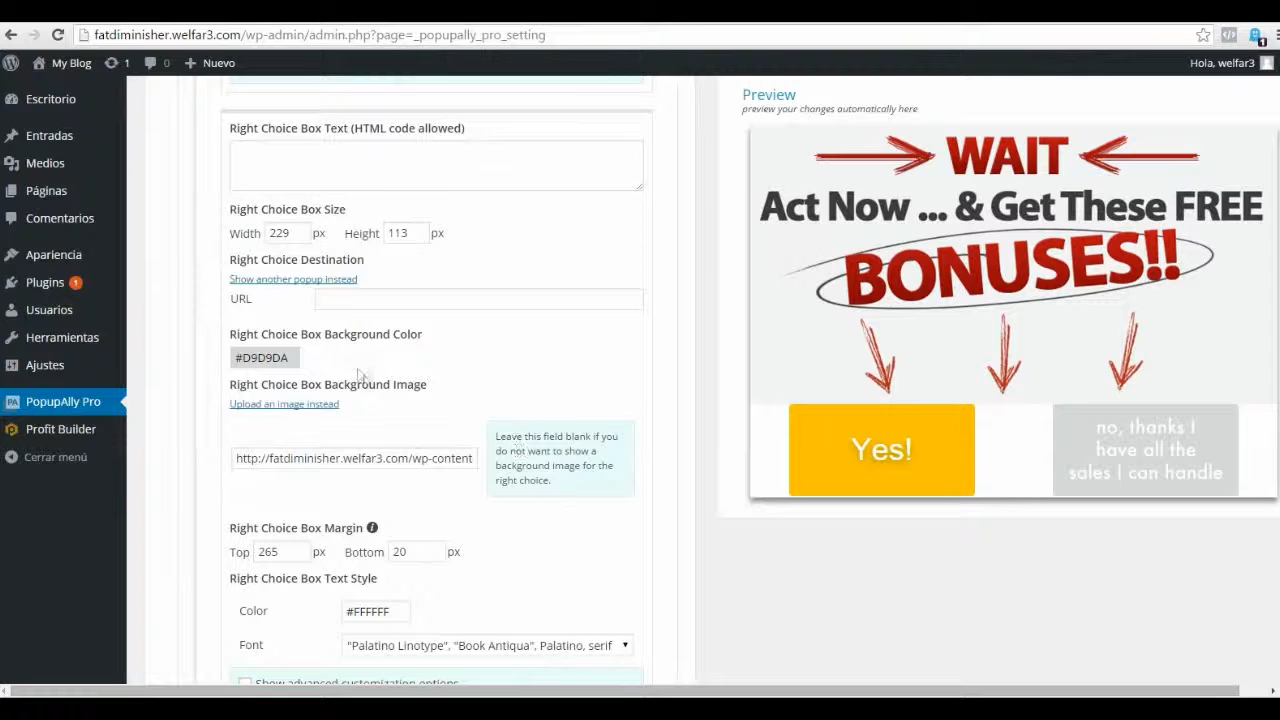 fatdiminisher.welfar3.com/wp-admin/admin.php?page=_popupally_pro_setting
1
My Blog 1 0 Nuevo Hola, welfar3
Escritorio
Entradas
Medios
Páginas
Comentarios
Apariencia
Plugins 1
Usuarios
Herramientas
Ajustes
PA PopupAlly Pro
Profit Builder
Cerrar menú
Right Choice Box Text (HTML code allowed)
Right Choice Box Size
Width 229 px Height 113 px
Right Choice Destination
Show another popup instead
URL
Right Choice Box Background Color
#D9D9DA
Right Choice Box Background Image
Upload an image instead
http://fatdiminisher.welfar3.com/wp-content
Leave this field blank if you
do not want to show a
background image for the
right choice.
Right Choice Box Margin
Top 265 px Bottom 20 px
Right Choice Box Text Style
Color #FFFFFF
Font "Palatino Linotype", "Book Antiqua", Palatino, serif
Show advanced customization options
Preview
preview your changes automatically here
WAIT
Act Now ... & Get These FREE
BONUSES!!
Yes!
no, thanks I
have all the
sales I can handle